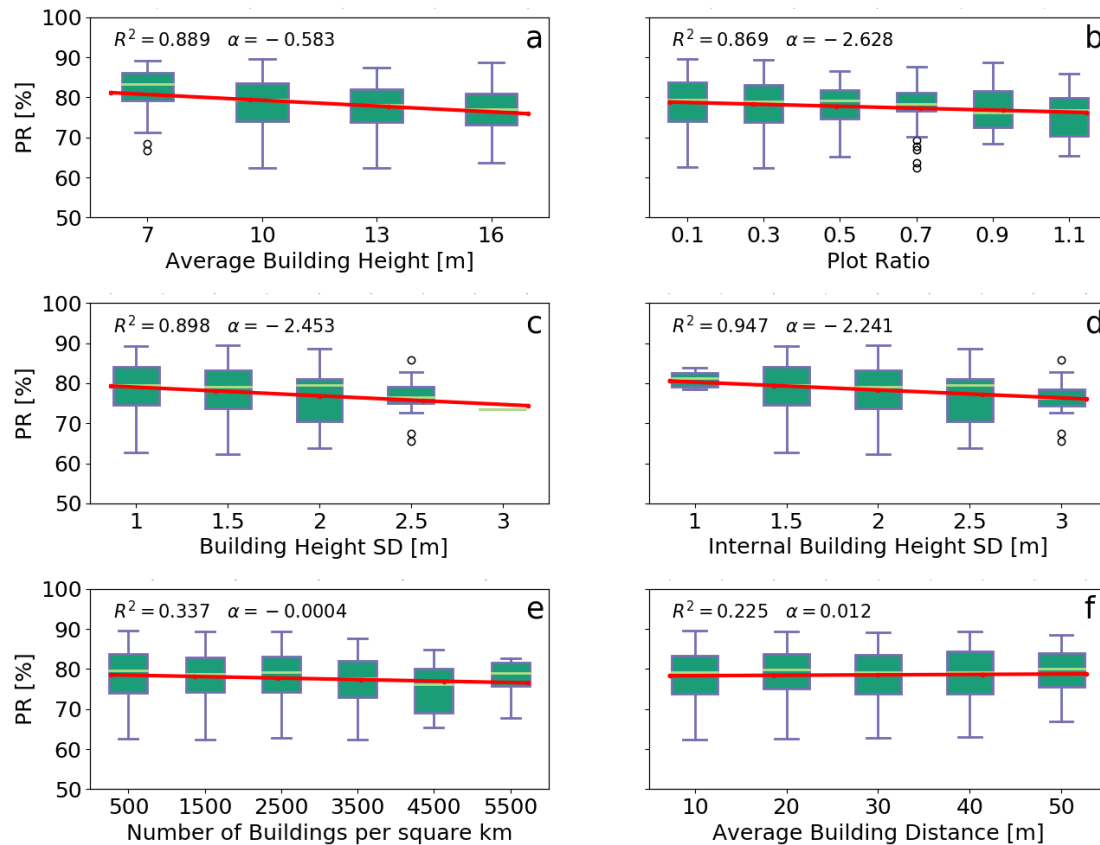 R² = 0.889 α = − 0.583 a
PR [%]
100
90
80
70
60
50
7 10 13 16
Average Building Height [m]
R² = 0.869 α = − 2.628 b
0.1 0.3 0.5 0.7 0.9 1.1
Plot Ratio
R² = 0.898 α = − 2.453 c
PR [%]
100
90
80
70
60
50
1 1.5 2 2.5 3
Building Height SD [m]
R² = 0.947 α = − 2.241 d
1 1.5 2 2.5 3
Internal Building Height SD [m]
R² = 0.337 α = − 0.0004 e
PR [%]
100
90
80
70
60
50
500 1500 2500 3500 4500 5500
Number of Buildings per square km
R² = 0.225 α = 0.012 f
10 20 30 40 50
Average Building Distance [m]